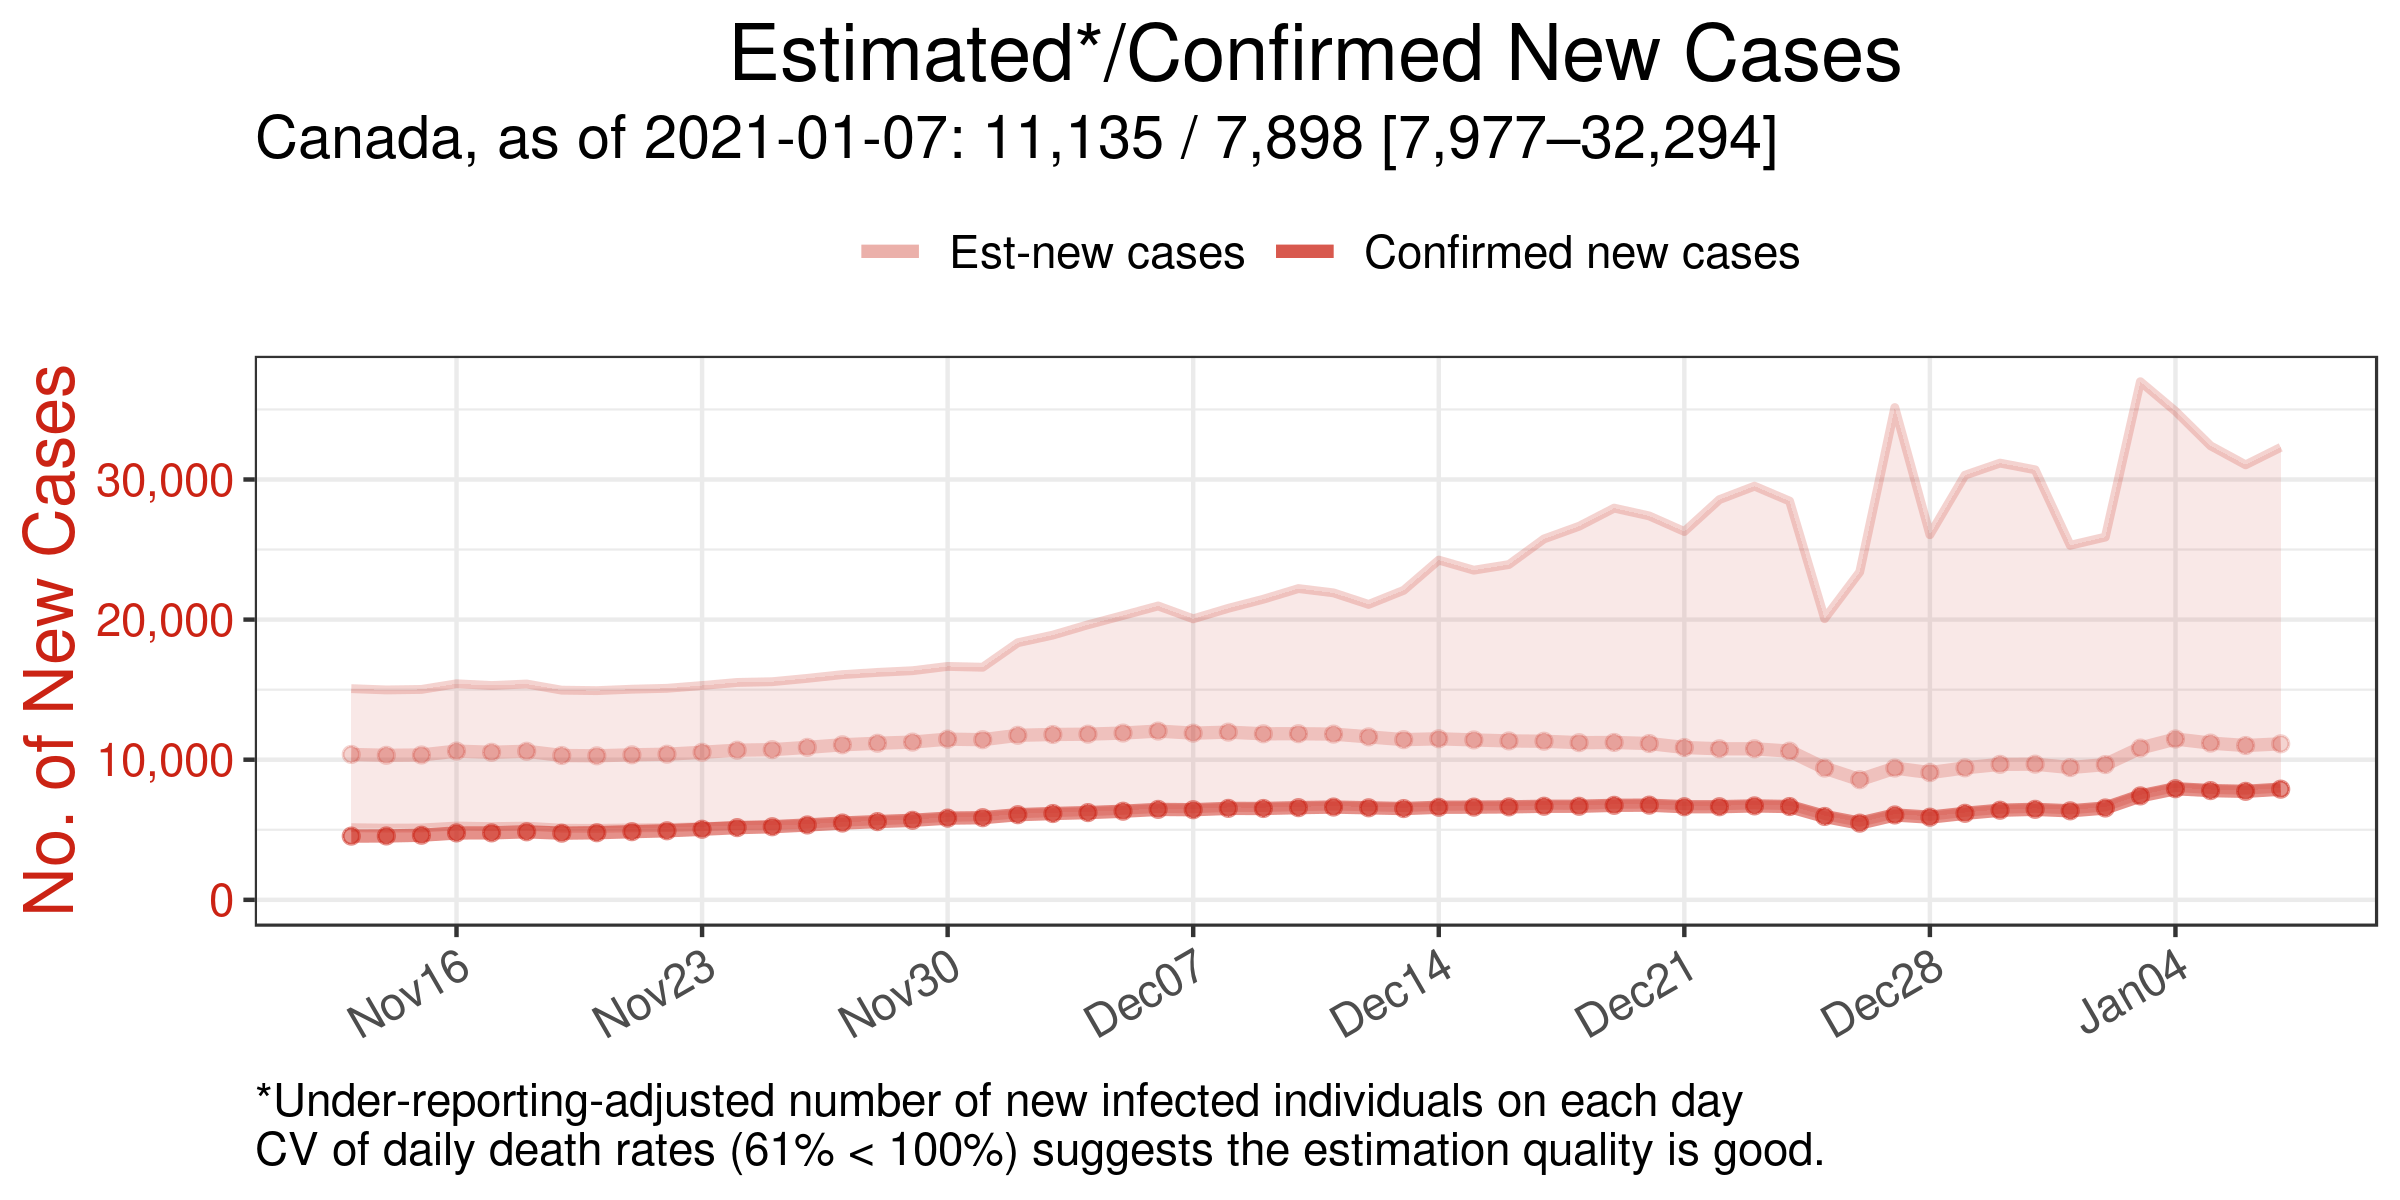 Estimated*/Confirmed New Cases
Canada, as of 2021-01-07: 11,135 / 7,898 [7,977–32,294]
Est-new cases
Confirmed new cases
No. of New Cases
30,000
20,000
10,000
0
Nov16
Nov23
Nov30
Dec07
Dec14
Dec21
Dec28
Jan04
*Under-reporting-adjusted number of new infected individuals on each day
CV of daily death rates (61% < 100%) suggests the estimation quality is good.